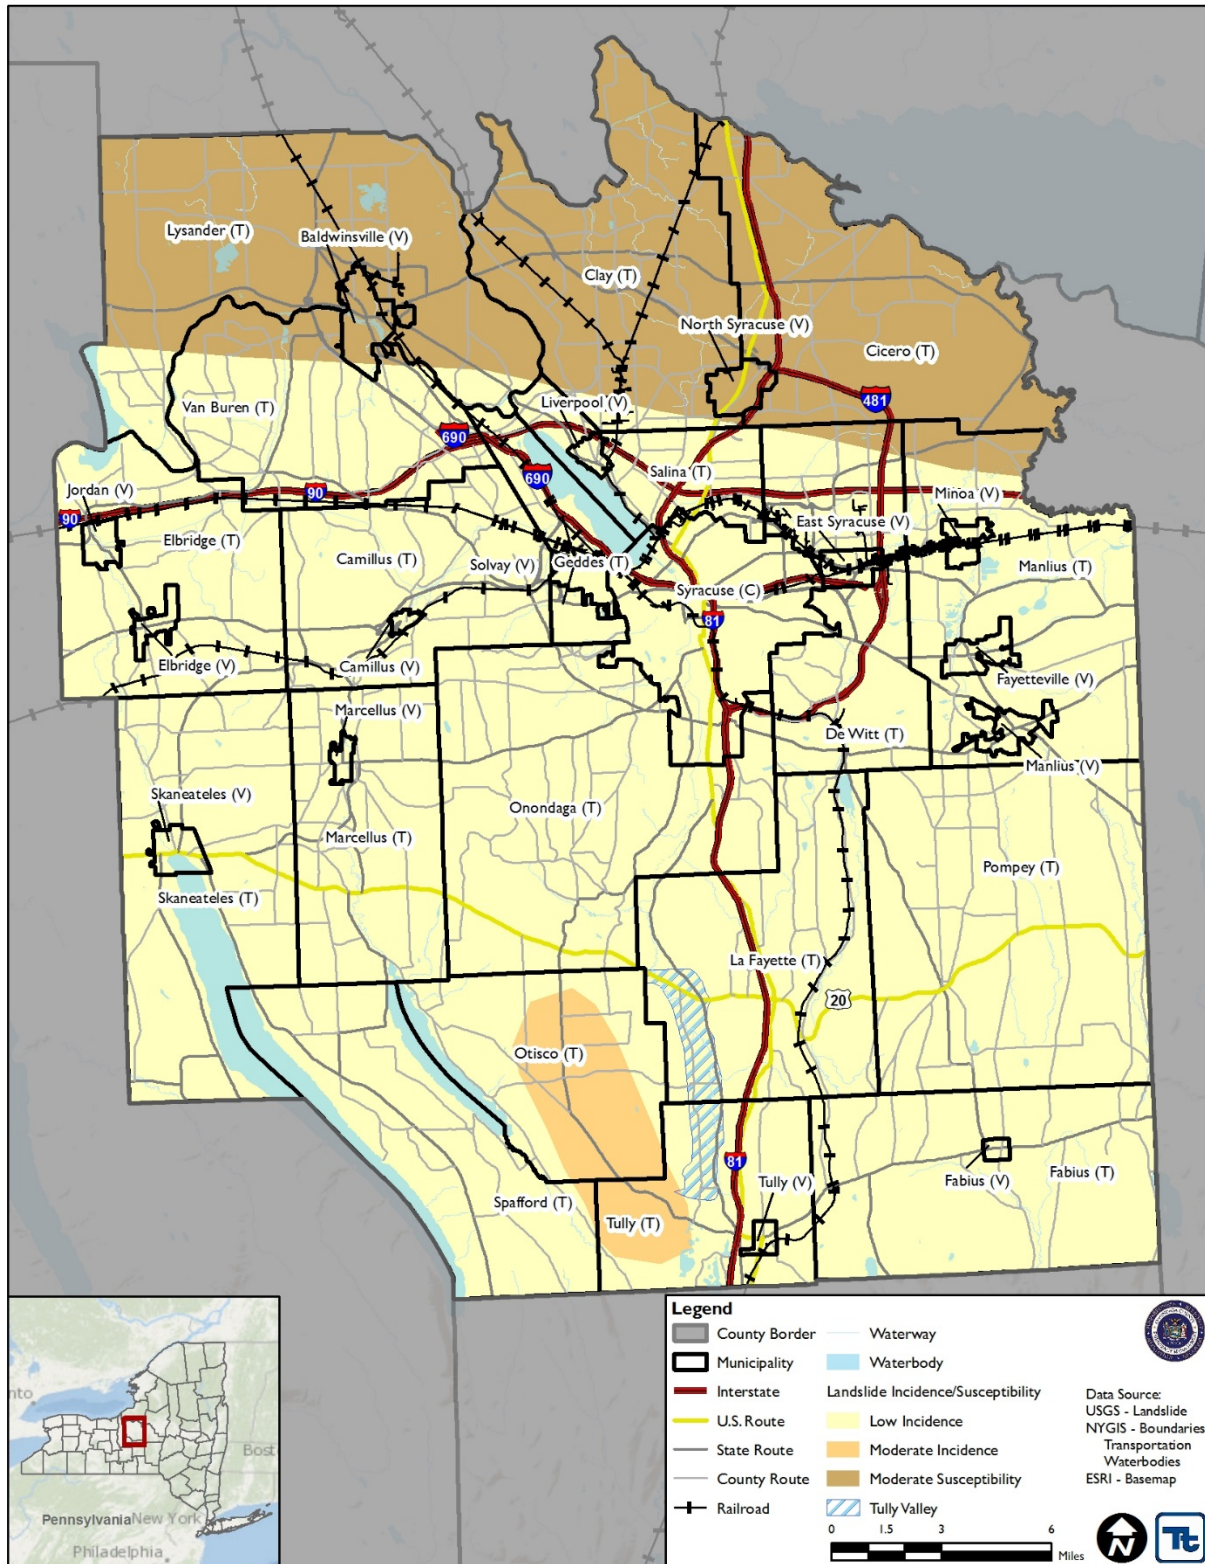 Lysander (T)
Baldwinsville (V)
Clay (T)
North Syracuse (V)
Cicero (T)
481
Van Buren (T)
Liverpool (V)
690
690
Salina (T)
Jordan (V)
90
90
Minoa (V)
East Syracuse (V)
Elbridge (T)
Camillus (T)
Solvay (V)
Geddes (T)
Manlius (T)
Syracuse (C)
81
Elbridge (V)
Camillus (V)
Fayetteville (V)
Marcellus (V)
De Witt (T)
Manlius (V)
Skaneateles (V)
Onondaga (T)
Marcellus (T)
Pompey (T)
Skaneateles (T)
La Fayette (T)
20
Otisco (T)
81
Tully (V)
Fabius (V)
Fabius (T)
Spafford (T)
Tully (T)
Legend
County Border
Municipality
Interstate
U.S. Route
State Route
County Route
Railroad
Waterway
Waterbody
Landslide Incidence/Susceptibility
Low Incidence
Moderate Incidence
Moderate Susceptibility
Tully Valley
0 1.5 3 6
Miles
Data Source:
USGS - Landslide
NYGIS - Boundaries
Transportation
Waterbodies
ESRI - Basemap
N
Tt
nto
Bost
Pennsylvania
New York
Philadelphia